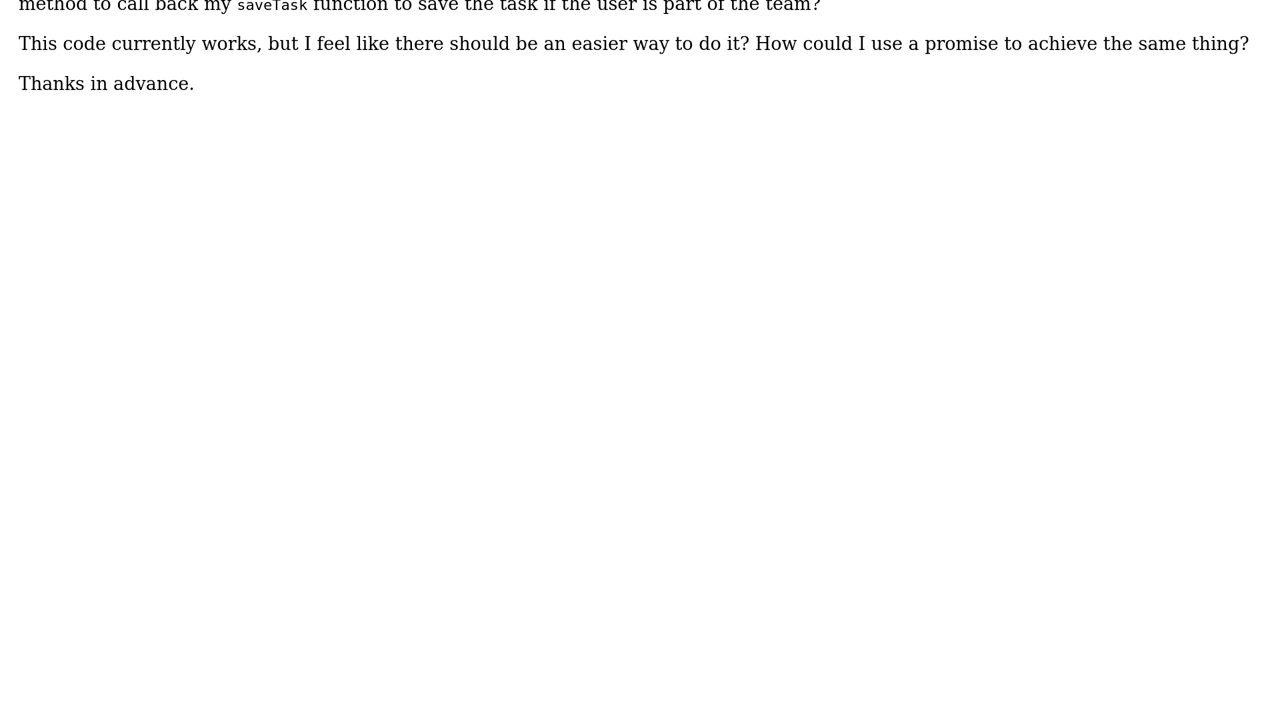 method to call back my saveTask function to save the task if the user is part of the team?
This code currently works, but I feel like there should be an easier way to do it? How could I use a promise to achieve the same thing?
Thanks in advance.